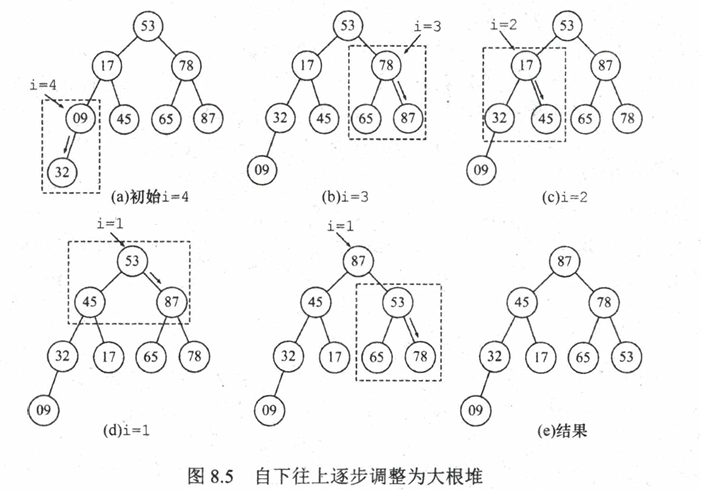 53
17 78
i=4
09 45 65 87
32
(a)初始i=4
53
i=3
17 78
32 45 65 87
09
(b)i=3
i=2
53
17 87
32 45 65 78
09
(c)i=2
i=1
53
45 87
32 17 65 78
09
(d)i=1
i=1
87
45 53
32 17 65 78
09
87
45 78
32 17 65 53
09
(e)结果
图 8.5 自下往上逐步调整为大根堆